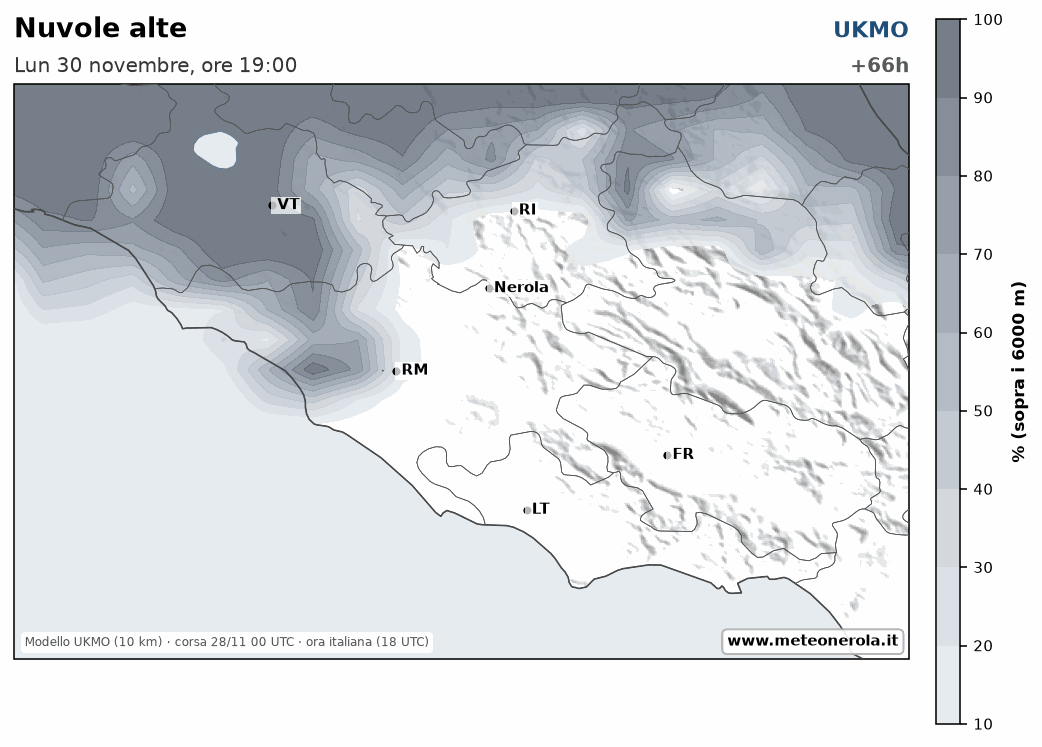 Nuvole alte
UKMO
Lun 30 novembre, ore 19:00
+66h
100
90
80
70
60
50
40
30
20
10
% (sopra i 6000 m)
VT
RI
Nerola
RM
FR
LT
Modello UKMO (10 km) · corsa 28/11 00 UTC · ora italiana (18 UTC)
www.meteonerola.it